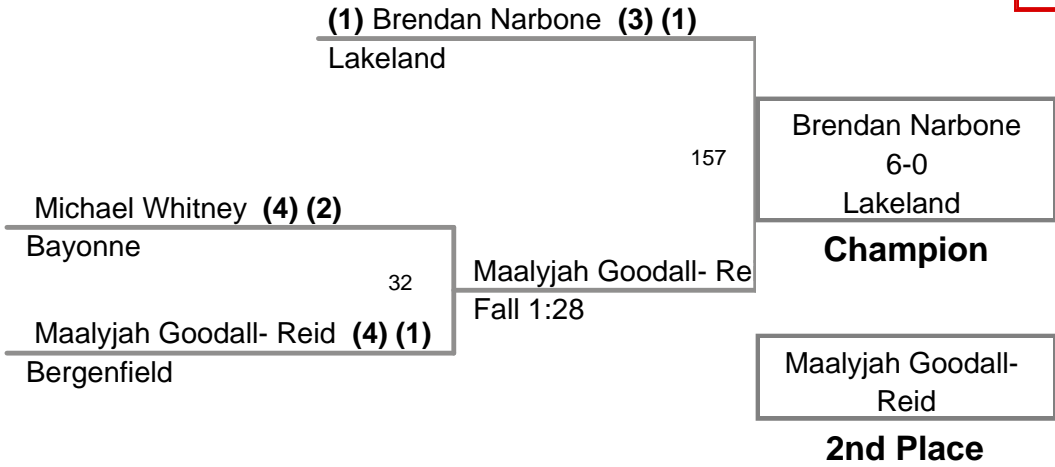 (1) Brendan Narbone (3) (1)
Lakeland
157
Brendan Narbone
6-0
Lakeland
Champion
Michael Whitney (4) (2)
Bayonne
32
Maalyjah Goodall- Re
Fall 1:28
Maalyjah Goodall- Reid (4) (1)
Bergenfield
Maalyjah Goodall-
Reid
2nd Place